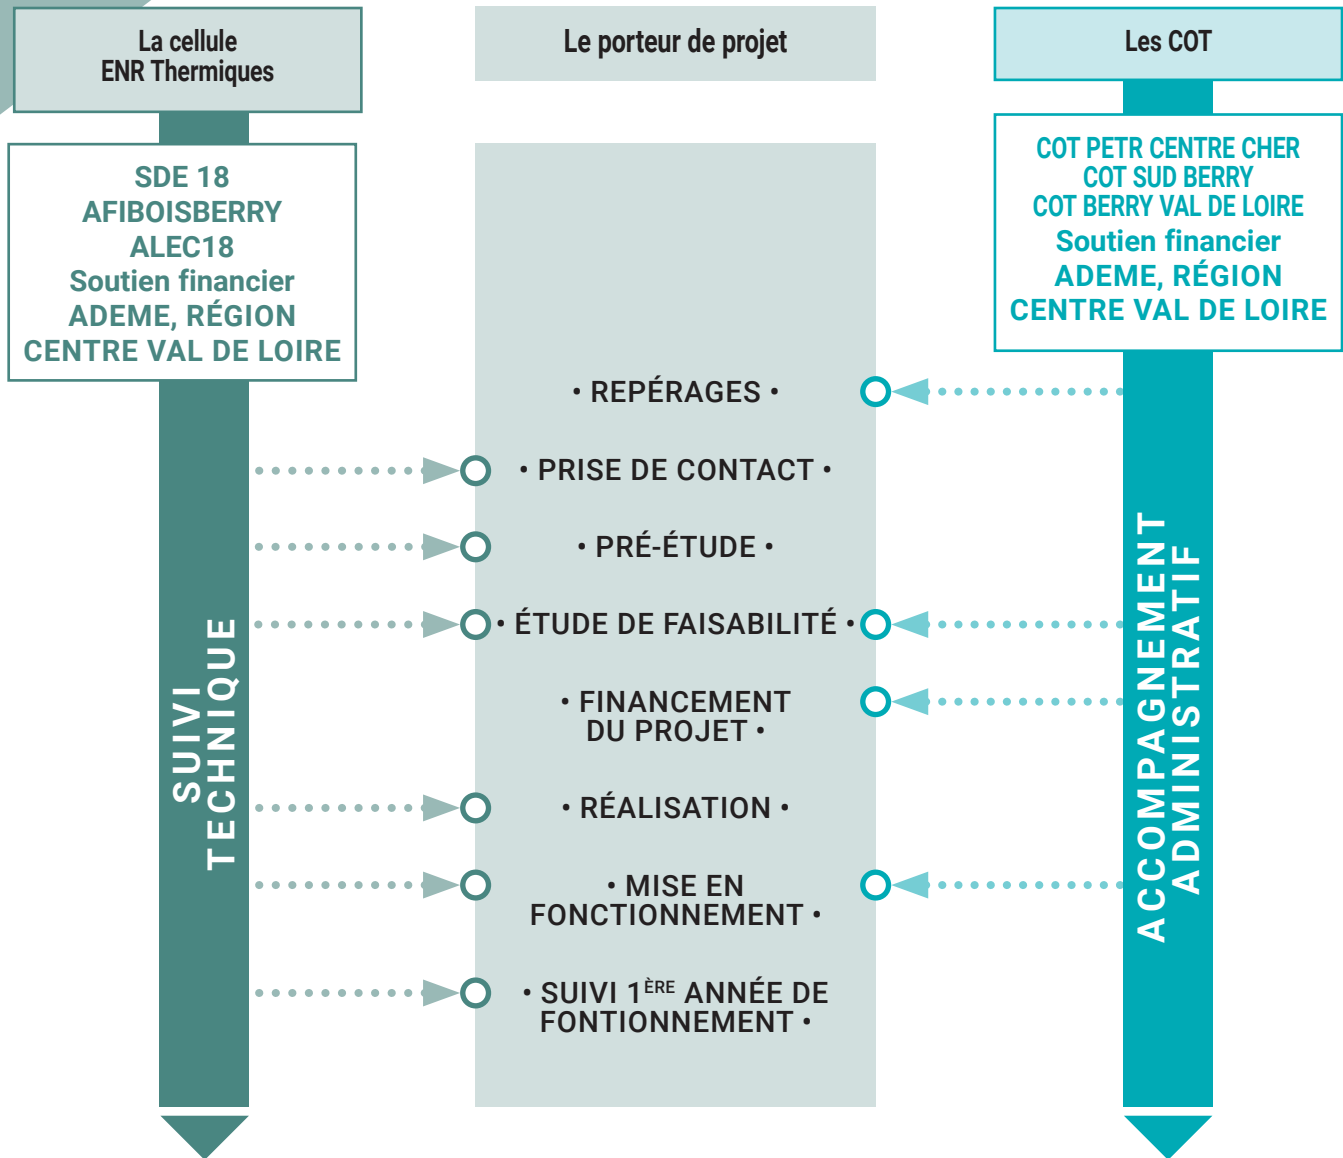 La cellule
ENR Thermiques
Le porteur de projet
Les COT
SDE 18
AFIBOISBERRY
ALEC18
Soutien financier
ADEME, RÉGION
CENTRE VAL DE LOIRE
COT PETR CENTRE CHER
COT SUD BERRY
COT BERRY VAL DE LOIRE
Soutien financier
ADEME, RÉGION
CENTRE VAL DE LOIRE
• REPÉRAGES •
• PRISE DE CONTACT •
• PRÉ-ÉTUDE •
• ÉTUDE DE FAISABILITÉ •
• FINANCEMENT
DU PROJET •
• RÉALISATION •
• MISE EN
FONCTIONNEMENT •
• SUIVI 1ÈRE ANNÉE DE
FONTIONNEMENT •
SUIVI
TECHNIQUE
ACCOMPAGNEMENT
ADMINISTRATIF